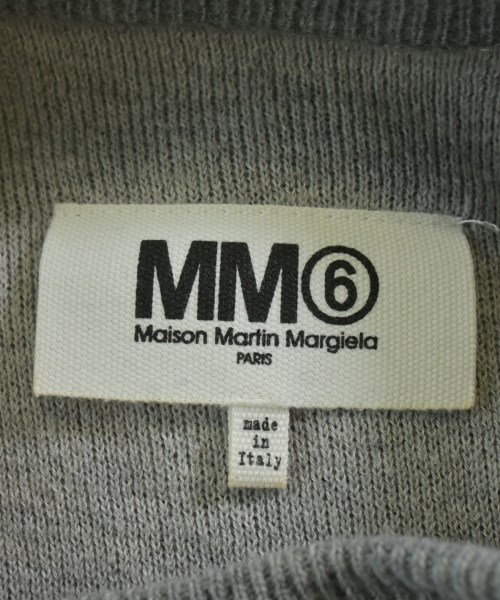 MM⑥
Maison Martin Margiela
PARIS
made
in
Italy